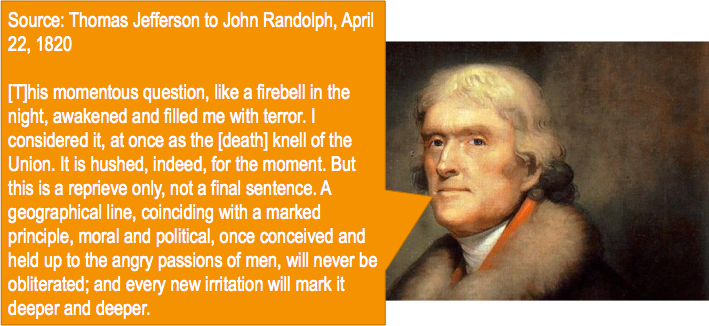 Source: Thomas Jefferson to John Randolph, April
22, 1820
[T]his momentous question, like a firebell in the
night, awakened and filled me with terror. I
considered it, at once as the [death] knell of the
Union. It is hushed, indeed, for the moment. But
this is a reprieve only, not a final sentence. A
geographical line, coinciding with a marked
principle, moral and political, once conceived and
held up to the angry passions of men, will never be
obliterated; and every new irritation will mark it
deeper and deeper.